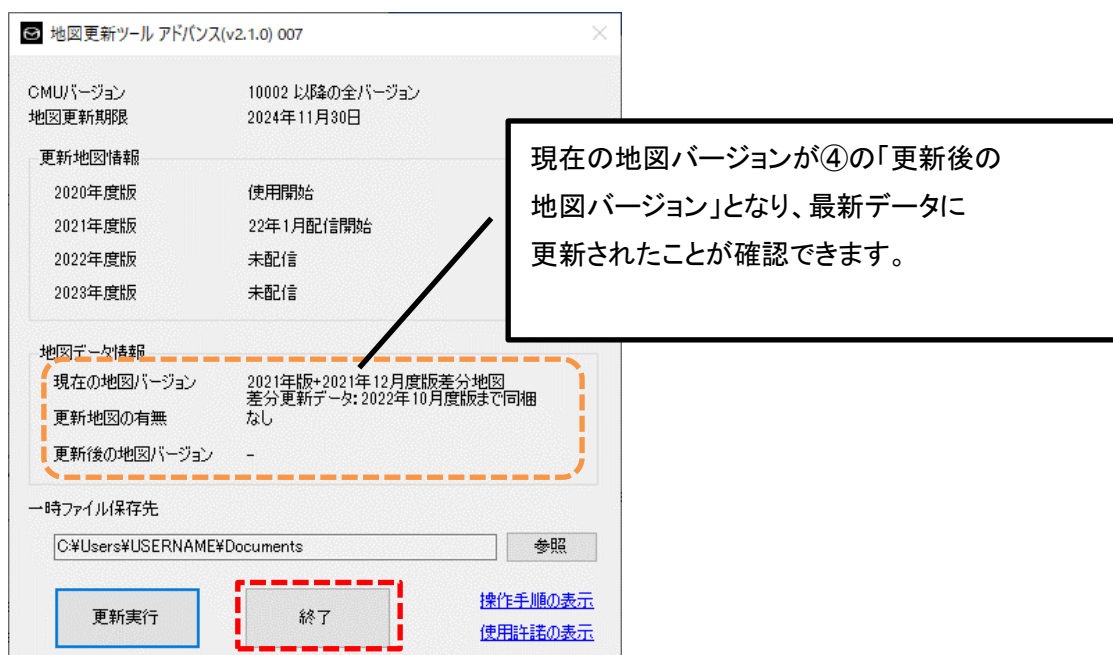 地図更新ツール アドバンス(v2.1.0) 007
CMUバージョン 10002 以降の全バージョン
地図更新期限 2024年11月30日
更新地図情報
2020年度版 使用開始
2021年度版 22年1月配信開始
2022年度版 未配信
2023年度版 未配信
現在の地図バージョンが④の「更新後の
地図バージョン」となり、最新データに
更新されたことが確認できます。
地図データ情報
現在の地図バージョン 2021年版+2021年12月度版差分地図
差分更新データ:2022年10月度版まで同梱
更新地図の有無 なし
更新後の地図バージョン -
一時ファイル保存先
C:¥Users¥USERNAME¥Documents 参照
更新実行 終了
操作手順の表示
使用許諾の表示